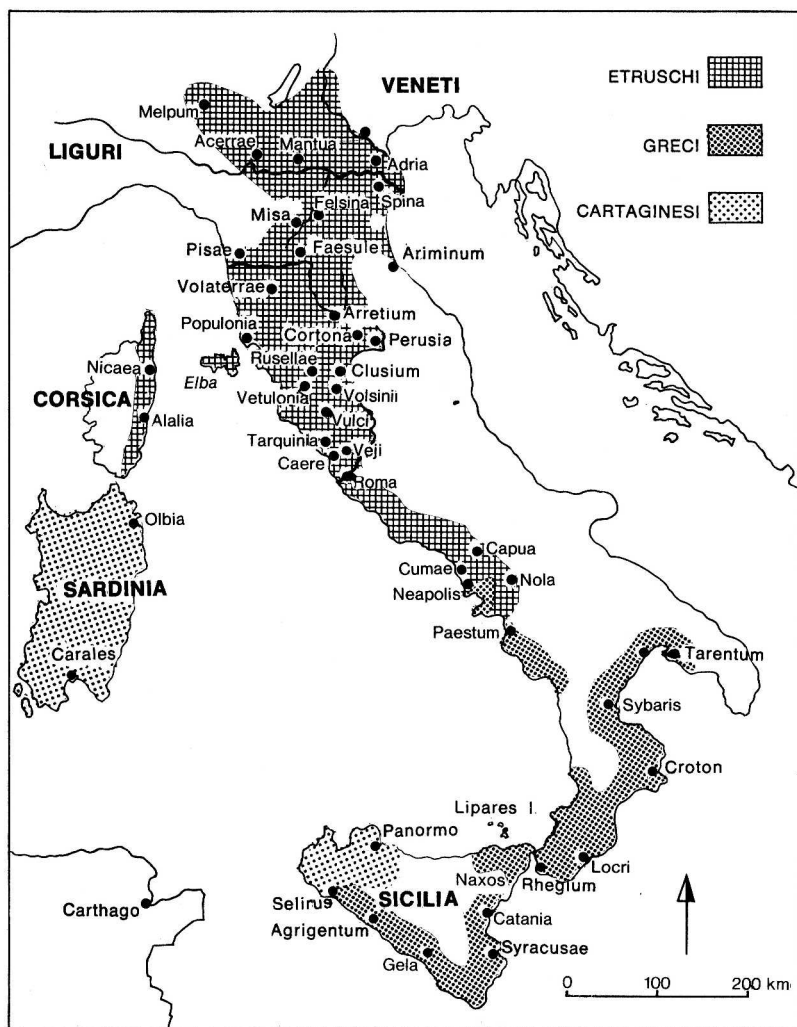 VENETI
ETRUSCHI
Melpum
GRECI
LIGURI
Acerrae
Mantua
Adria
CARTAGINESI
Felsina
Spina
Misa
Pisae
Faesule
Ariminum
Volaterrae
Arretium
Populonia
Cortona
Perusia
Rusellae
Clusium
Nicaea
Elba
Vetulonia
Volsinii
CORSICA
Alalia
Vulci
Tarquinia
Veji
Caere
Roma
Olbia
Capua
Cumae
Nola
SARDINIA
Neapolis
Paestum
Carales
Tarentum
Sybaris
Croton
Lipares I.
Panormo
Locri
Naxos
Rhegium
Selirus
SICILIA
Carthago
Catania
Agrigentum
Syracusae
Gela
0 100 200 km